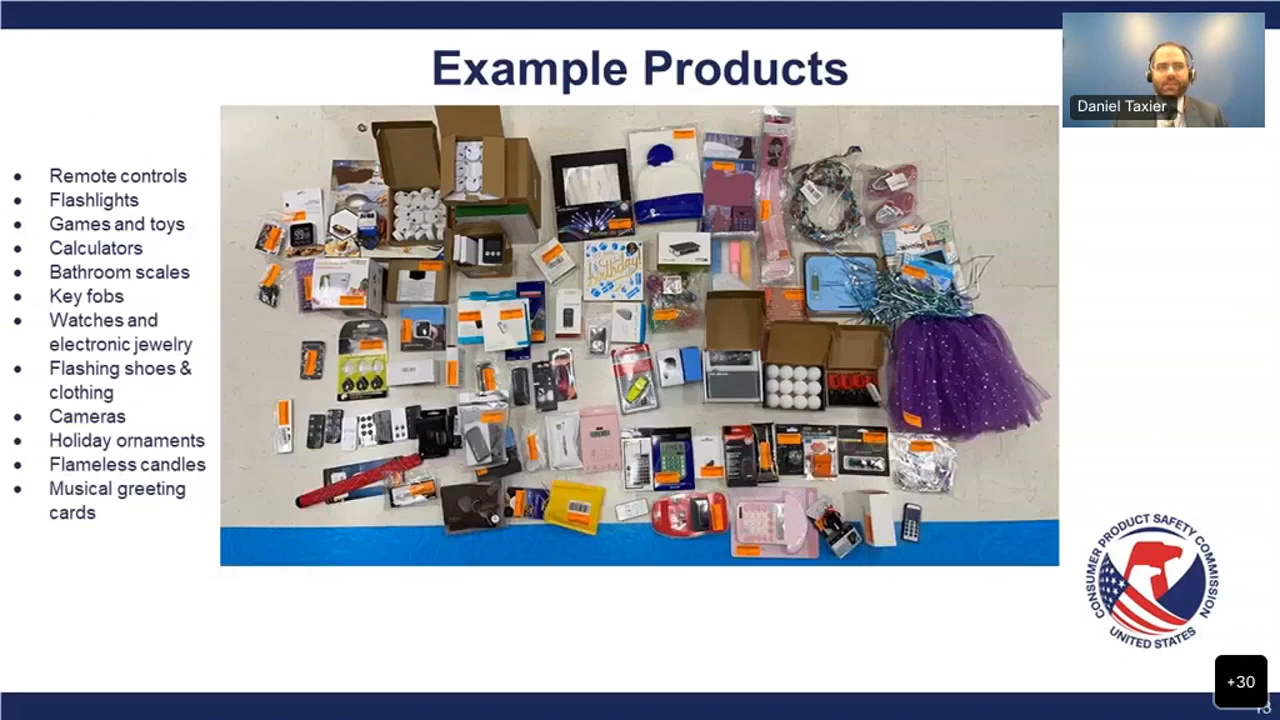 Example Products
Daniel Taxier
Remote controls
Flashlights
Games and toys
Calculators
Bathroom scales
Key fobs
Watches and
electronic jewelry
Flashing shoes &
clothing
Cameras
Holiday ornaments
Flameless candles
Musical greeting
cards
CONSUMER PRODUCT SAFETY COMMISSION
UNITED STATES
+30